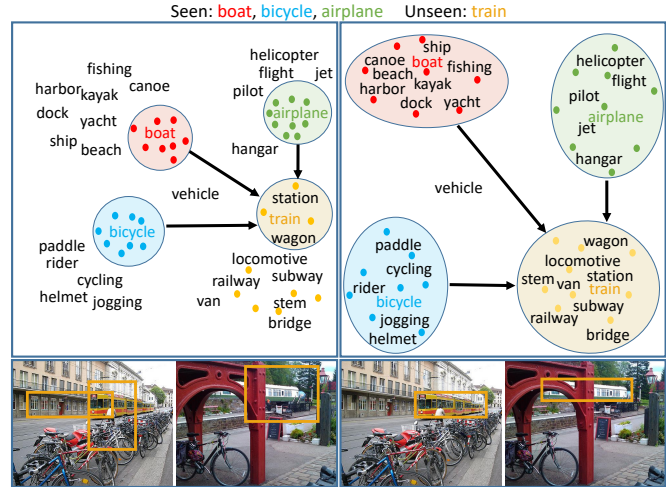 Seen: boat, bicycle, airplane Unseen: train
fishing
harbor kayak canoe
dock
yacht
ship
beach
boat
helicopter
flight jet
pilot
airplane
hangar
vehicle
station
train
wagon
bicycle
paddle
rider
cycling
helmet jogging
locomotive
railway subway
van
stem
bridge
ship
canoe boat
beach fishing
harbor kayak
dock yacht
helicopter
flight
pilot
airplane
jet
hangar
vehicle
paddle
cycling
rider
bicycle
jogging
helmet
wagon
locomotive
stem van station
train
subway
railway
bridge